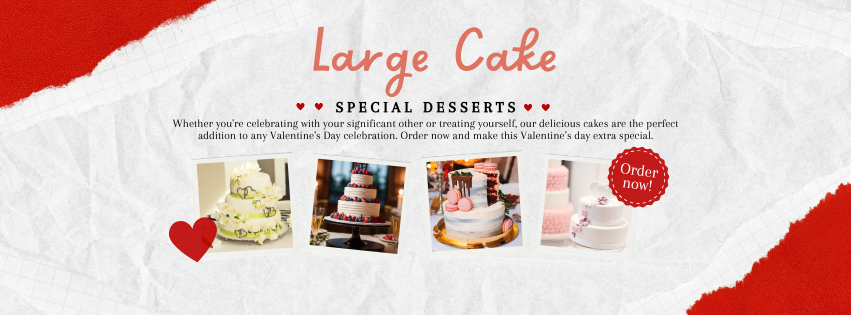 Large Cake
SPECIAL DESSERTS
Whether you're celebrating with your significant other or treating yourself, our delicious cakes are the perfect
addition to any Valentine's Day celebration. Order now and make this Valentine's day extra special.
Order
now!